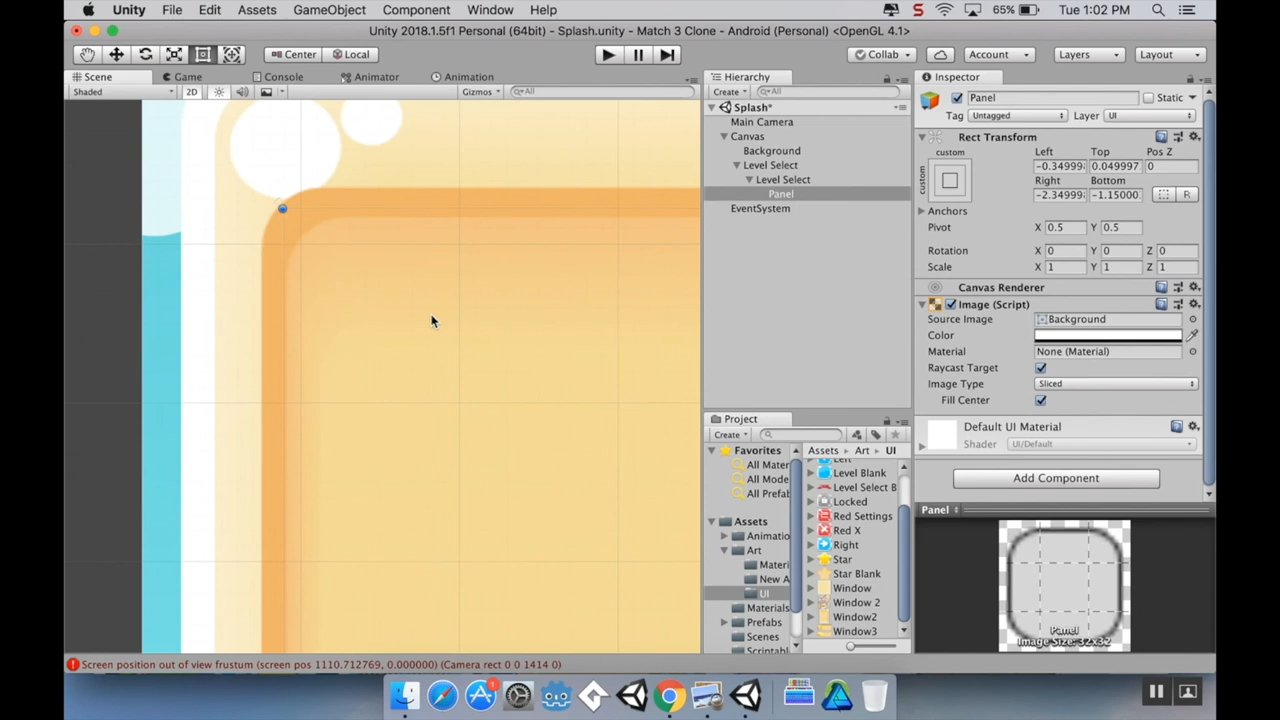 Unity File Edit Assets GameObject Component Window Help 65% Tue 1:02 PM
Unity 2018.1.5f1 Personal (64bit) - Splash.unity - Match 3 Clone - Android (Personal) <OpenGL 4.1>
Center Local Collab Account Layers Layout
Scene Game Console Animator Animation
Shaded 2D Gizmos All
Hierarchy
Create All
Splash*
Main Camera
Canvas
Background
Level Select
Level Select
Panel
EventSystem
Inspector
Panel Static
Tag Untagged Layer UI
Rect Transform
custom Left Top Pos Z
custom
-0.34999 0.049997 0
Right Bottom
-2.34999 -1.15000 R
Anchors
Pivot X 0.5 Y 0.5
Rotation X 0 Y 0 Z 0
Scale X 1 Y 1 Z 1
Canvas Renderer
Image (Script)
Source Image Background
Color
Material None (Material)
Raycast Target
Image Type Sliced
Fill Center
Default UI Material
Shader UI/Default
Add Component
Panel
Panel
Image Size: 32x32
Project
Create
Favorites
All Mater
All Mode
All Prefab
Assets
Animatio
Art
Materi
New A
UI
Materials
Prefabs
Scenes
Scriptabl
Assets Art UI
Left
Level Blank
Level Select B
Locked
Red Settings
Red X
Right
Star
Star Blank
Window
Window 2
Window2
Window3
Screen position out of view frustum (screen pos 1110.712769, 0.000000) (Camera rect 0 0 1414 0)
1